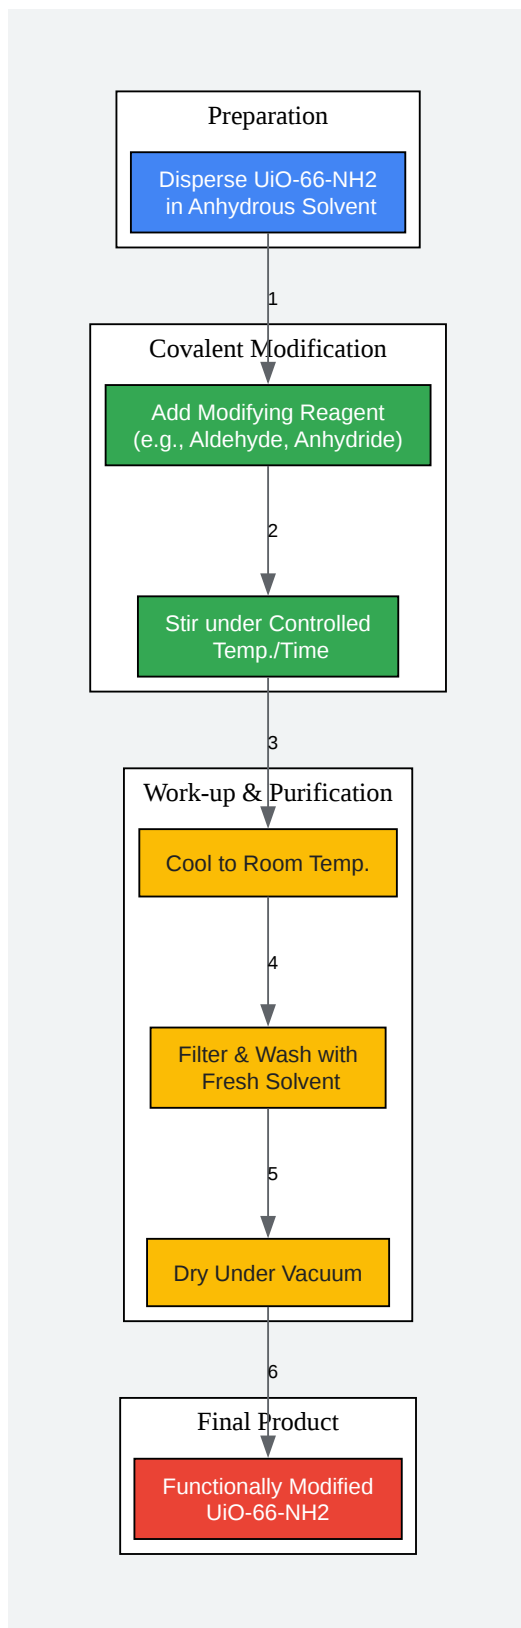 Preparation
Disperse UiO-66-NH2
in Anhydrous Solvent
1
Covalent Modification
Add Modifying Reagent
(e.g., Aldehyde, Anhydride)
2
Stir under Controlled
Temp./Time
3
Work-up & Purification
Cool to Room Temp.
4
Filter & Wash with
Fresh Solvent
5
Dry Under Vacuum
6
Final Product
Functionally Modified
UiO-66-NH2